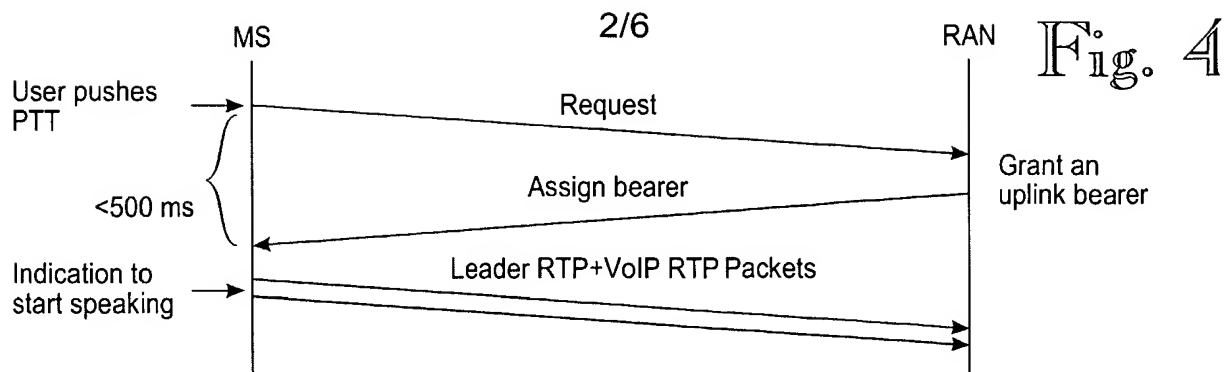 2/6
MS
RAN
Fig. 4
User pushes
PTT
Request
<500 ms
Assign bearer
Grant an
uplink bearer
Indication to
start speaking
Leader RTP+VoIP RTP Packets